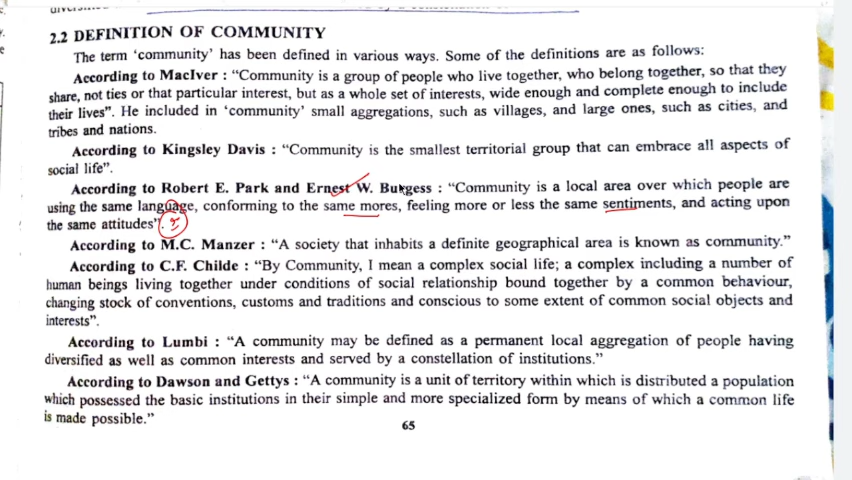 2.2 DEFINITION OF COMMUNITY
The term 'community' has been defined in various ways. Some of the definitions are as follows:
According to MacIver : "Community is a group of people who live together, who belong together, so that they
share, not ties or that particular interest, but as a whole set of interests, wide enough and complete enough to include
their lives". He included in 'community' small aggregations, such as villages, and large ones, such as cities, and
tribes and nations.
According to Kingsley Davis : "Community is the smallest territorial group that can embrace all aspects of
social life".
According to Robert E. Park and Ernest W. Burgess : "Community is a local area over which people are
using the same language, conforming to the same mores, feeling more or less the same sentiments, and acting upon
the same attitudes".
According to M.C. Manzer : "A society that inhabits a definite geographical area is known as community."
According to C.F. Childe : "By Community, I mean a complex social life; a complex including a number of
human beings living together under conditions of social relationship bound together by a common behaviour,
changing stock of conventions, customs and traditions and conscious to some extent of common social objects and
interests".
According to Lumbi : "A community may be defined as a permanent local aggregation of people having
diversified as well as common interests and served by a constellation of institutions."
According to Dawson and Gettys : "A community is a unit of territory within which is distributed a population
which possessed the basic institutions in their simple and more specialized form by means of which a common life
is made possible."
65